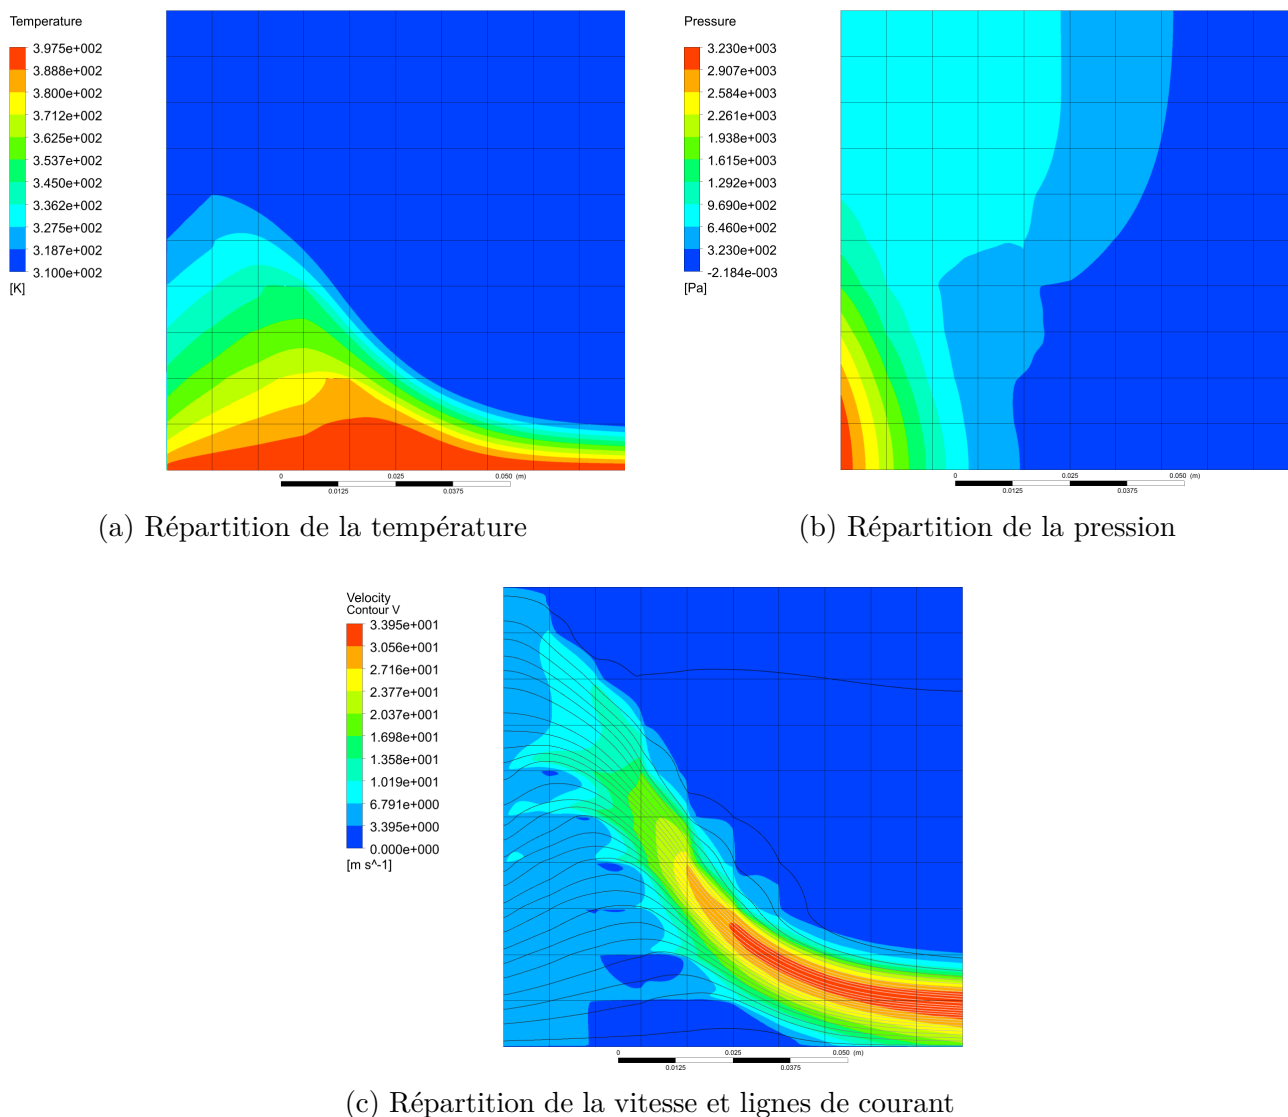 Temperature
3.975e+002
3.888e+002
3.800e+002
3.712e+002
3.625e+002
3.537e+002
3.450e+002
3.362e+002
3.275e+002
3.187e+002
3.100e+002
[K]
0 0.025 0.050 (m)
0.0125 0.0375
(a) Répartition de la température
Pressure
3.230e+003
2.907e+003
2.584e+003
2.261e+003
1.938e+003
1.615e+003
1.292e+003
9.690e+002
6.460e+002
3.230e+002
-2.184e-003
[Pa]
0 0.025 0.050 (m)
0.0125 0.0375
(b) Répartition de la pression
Velocity
Contour V
3.395e+001
3.056e+001
2.716e+001
2.377e+001
2.037e+001
1.698e+001
1.358e+001
1.019e+001
6.791e+000
3.395e+000
0.000e+000
[m s^-1]
0 0.025 0.050 (m)
0.0125 0.0375
(c) Répartition de la vitesse et lignes de courant